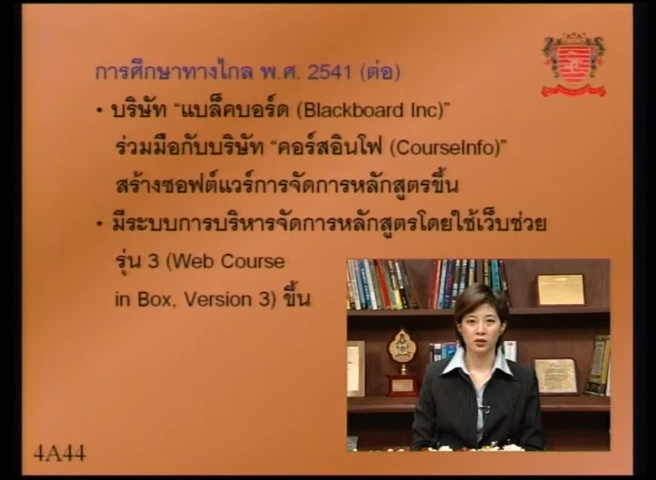 การศึกษาทางไกล พ.ศ. 2541 (ต่อ)
• บริษัท “แบล็คบอร์ด (Blackboard Inc)”
ร่วมมือกับบริษัท “คอร์สอินโฟ (CourseInfo)”
สร้างซอฟต์แวร์การจัดการหลักสูตรขึ้น
• มีระบบการบริหารจัดการหลักสูตรโดยใช้เว็บช่วย
รุ่น 3 (Web Course
in Box, Version 3) ขึ้น
4A44